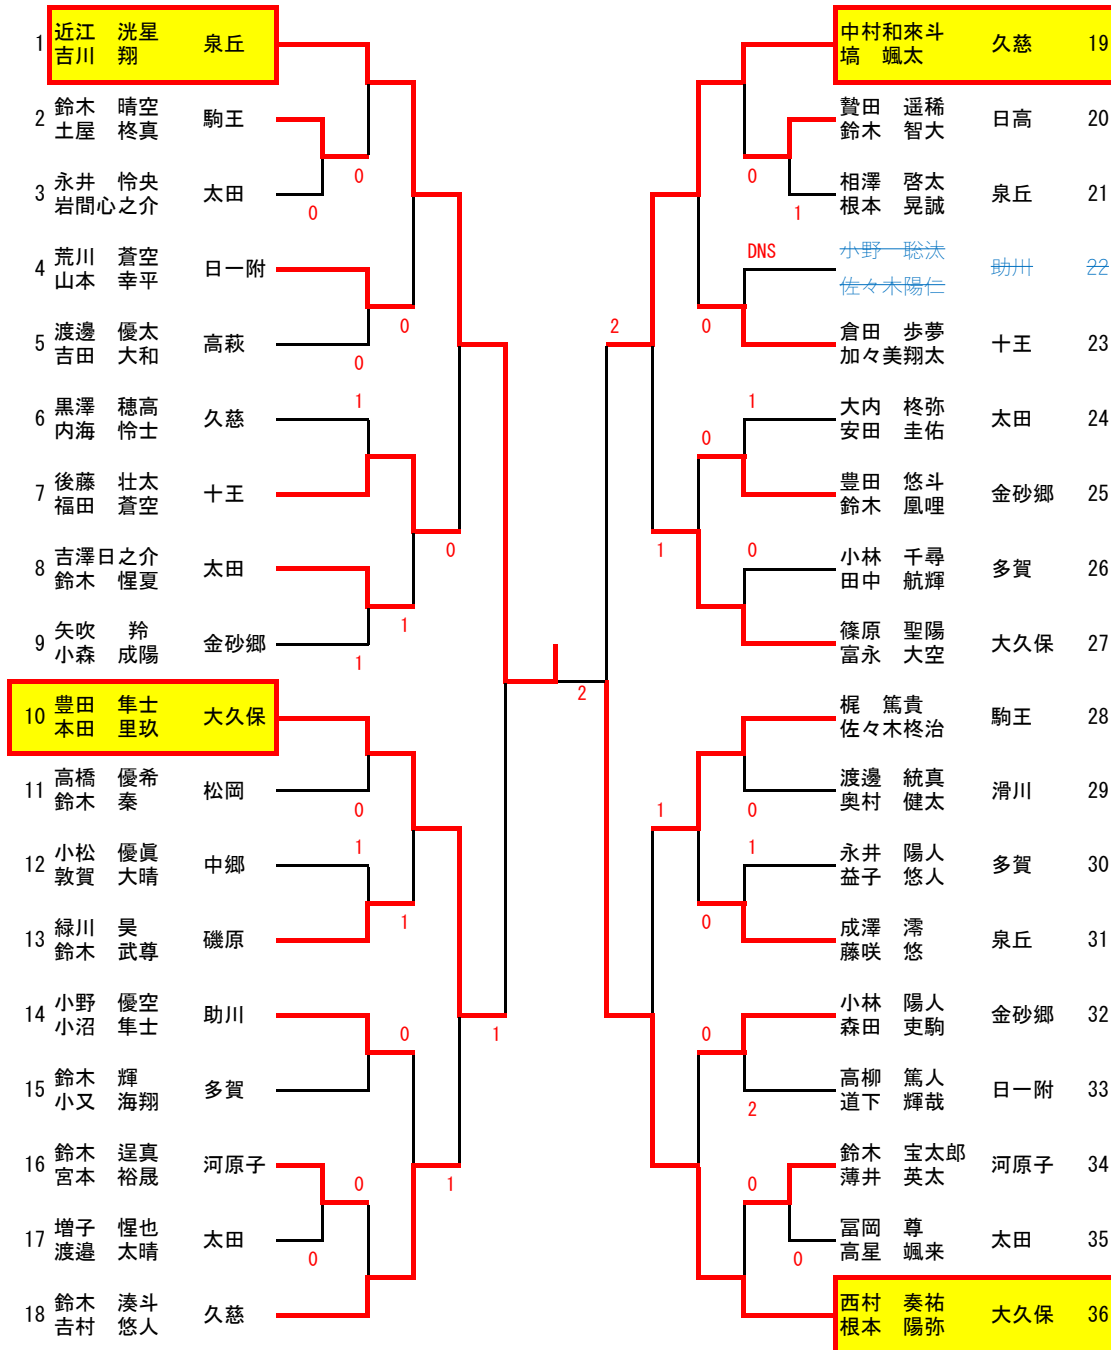 1 近江　洸星 泉丘
吉川　翔
2 鈴木　晴空 駒王
土屋　柊真
0
3 永井　怜央 太田
岩間心之介
0
4 荒川　蒼空 日一附
山本　幸平
0
5 渡邊　優太 高萩
吉田　大和
0
6 黒澤　穂高 久慈
内海　怜士
1
7 後藤　壮太 十王
福田　蒼空
0
8 吉澤日之介 太田
鈴木　惺夏
1
9 矢吹　羚 金砂郷
小森　成陽
1
10 豊田　隼士 大久保
本田　里玖
11 高橋　優希 松岡
鈴木　秦
0
12 小松　優眞 中郷
敦賀　大晴
1
13 緑川　昊 磯原
鈴木　武尊
1
14 小野　優空 助川
小沼　隼士
0
1
15 鈴木　輝 多賀
小又　海翔
16 鈴木　逞真 河原子
宮本　裕晟
0
1
17 増子　惺也 太田
渡邉　太晴
0
18 鈴木　湊斗 久慈
吉村　悠人
2
中村和來斗 久慈 19
塙　颯太
贄田　遥稀 日高 20
鈴木　智大
0
相澤　啓太 泉丘 21
根本　晃誠
1
DNS
小野　聡汰 助川 22
佐々木陽仁
2
0
倉田　歩夢 十王 23
加々美翔太
1
大内　柊弥 太田 24
安田　圭佑
0
豊田　悠斗 金砂郷 25
鈴木　凰哩
1
0
小林　千尋 多賀 26
田中　航輝
篠原　聖陽 大久保 27
富永　大空
梶　篤貴 駒王 28
佐々木柊治
渡邊　統真 滑川 29
奥村　健太
1
0
永井　陽人 多賀 30
益子　悠人
1
成澤　澪 泉丘 31
藤咲　悠
0
小林　陽人 金砂郷 32
森田　吏駒
0
高柳　篤人 日一附 33
道下　輝哉
2
鈴木　宝太郎 河原子 34
薄井　英太
0
冨岡　尊 太田 35
高星　颯来
0
西村　奏祐 大久保 36
根本　陽弥